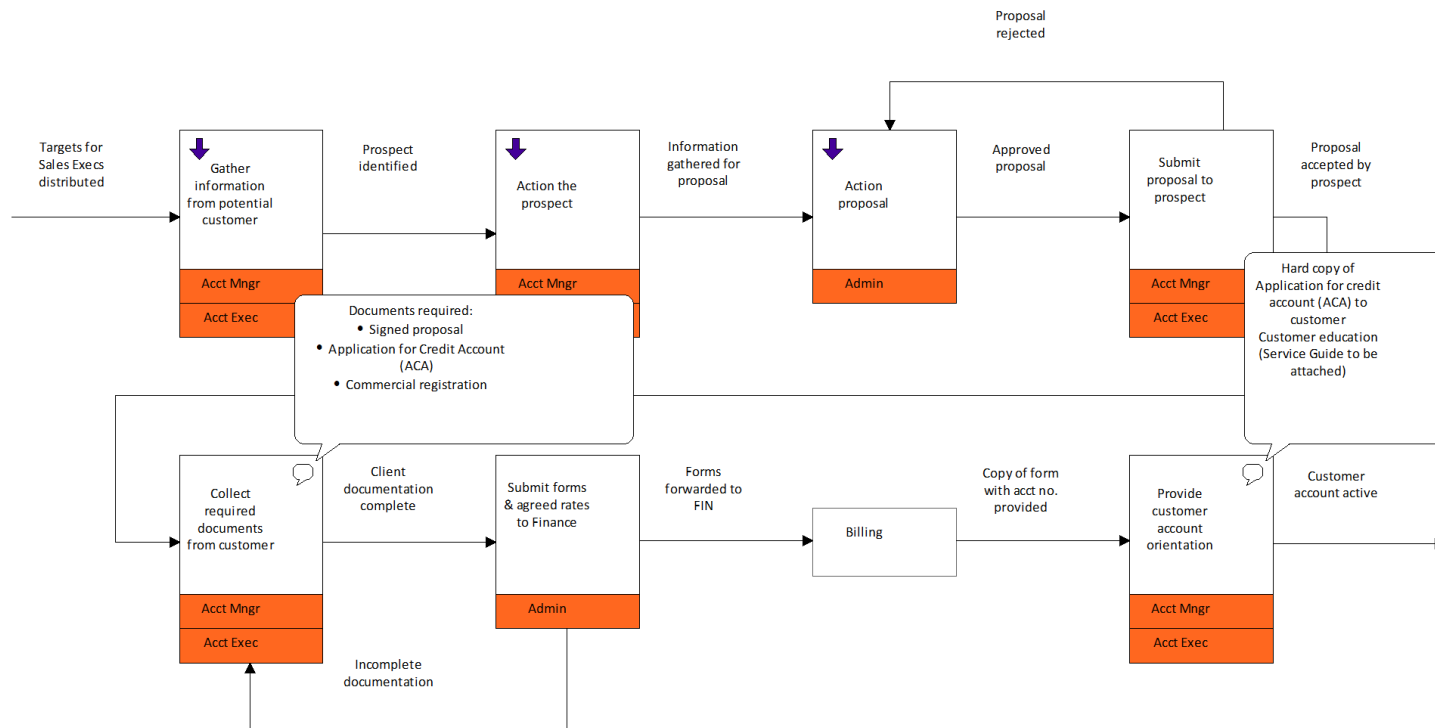 Proposal
rejected
Targets for
Sales Execs
distributed
Gather
information
from potential
customer
Acct Mngr
Acct Exec
Prospect
identified
Action the
prospect
Acct Mngr
Information
gathered for
proposal
Action
proposal
Admin
Approved
proposal
Submit
proposal to
prospect
Acct Mngr
Acct Exec
Proposal
accepted by
prospect
Documents required:
• Signed proposal
• Application for Credit Account
(ACA)
• Commercial registration
Hard copy of
Application for credit
account (ACA) to
customer
Customer education
(Service Guide to be
attached)
Collect
required
documents
from customer
Acct Mngr
Acct Exec
Client
documentation
complete
Submit forms
& agreed rates
to Finance
Admin
Forms
forwarded to
FIN
Billing
Copy of form
with acct no.
provided
Provide
customer
account
orientation
Acct Mngr
Acct Exec
Customer
account active
Incomplete
documentation